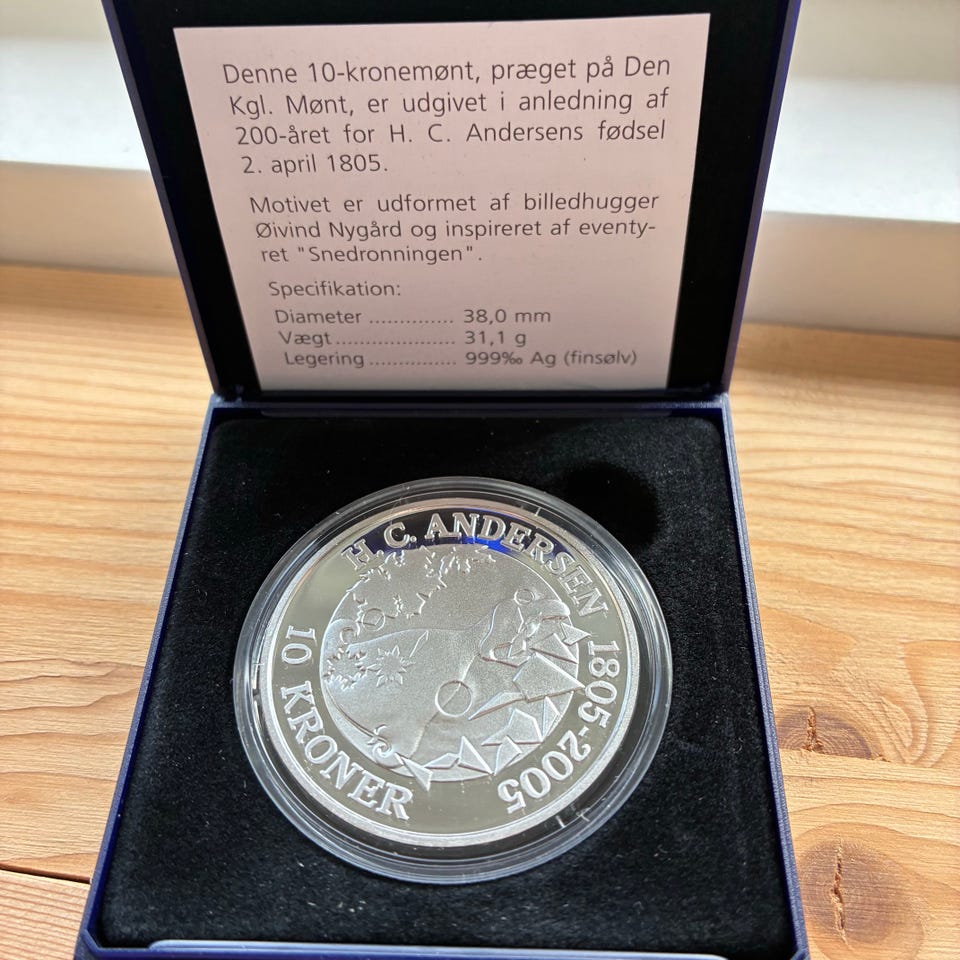 Denne 10-kronemønt, præget på Den
Kgl. Mønt, er udgivet i anledning af
200-året for H. C. Andersens fødsel
2. april 1805.
Motivet er udformet af billedhugger
Øivind Nygård og inspireret af eventy-
ret "Snedronningen".
Specifikation:
Diameter .............. 38,0 mm
Vægt .................... 31,1 g
Legering ............... 999‰ Ag (finsølv)
H. C. ANDERSEN 1805-2005
10 KRONER